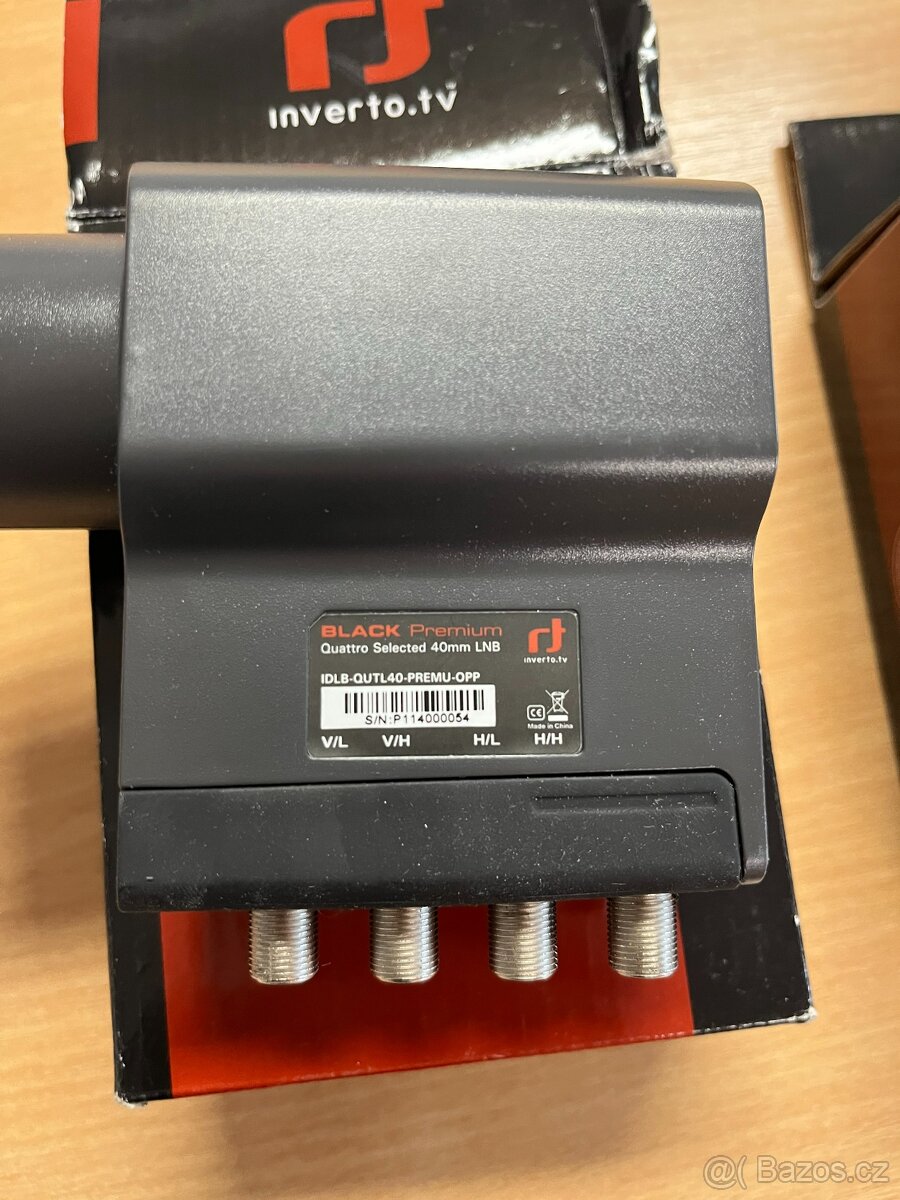 inverto.tv
BLACK Premium
Quattro Selected 40mm LNB
inverto.tv
IDLB-QUTL40-PREMU-OPP
S/N:P114000054
CE
Made in China
V/L V/H H/L H/H
@( Bazos.cz